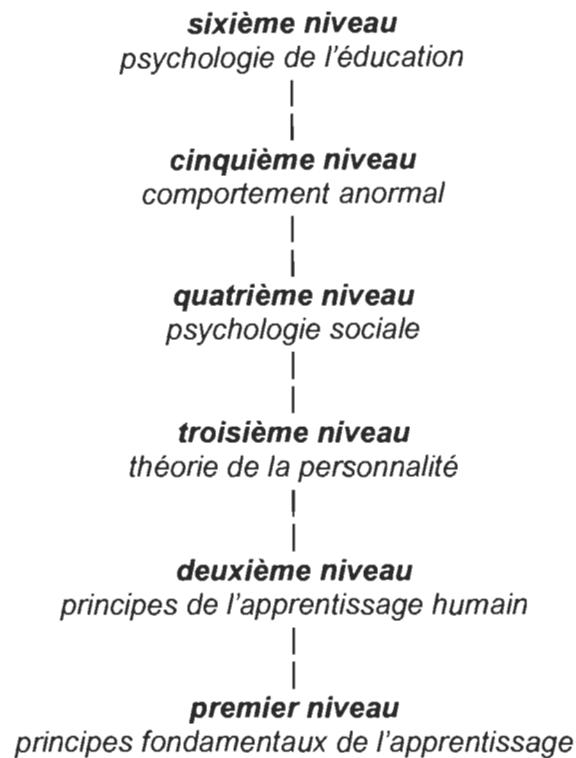 sixième niveau
psychologie de l'éducation
cinquième niveau
comportement anormal
quatrième niveau
psychologie sociale
troisième niveau
théorie de la personnalité
deuxième niveau
principes de l'apprentissage humain
premier niveau
principes fondamentaux de l'apprentissage